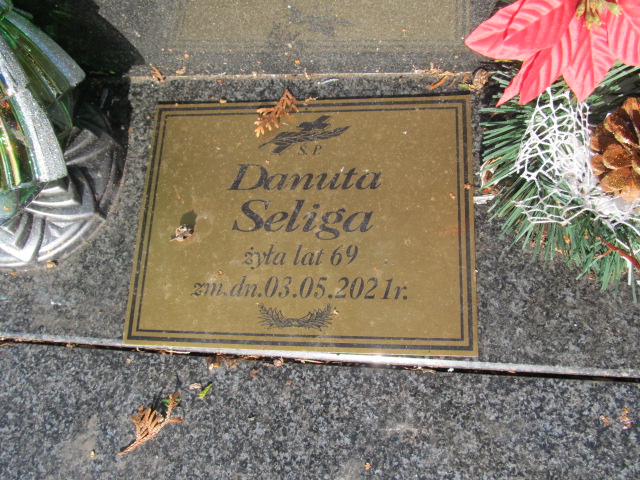 Ś.P.
Danuta
Seliga
żyła lat 69
zm.dn.03.05.2021r.